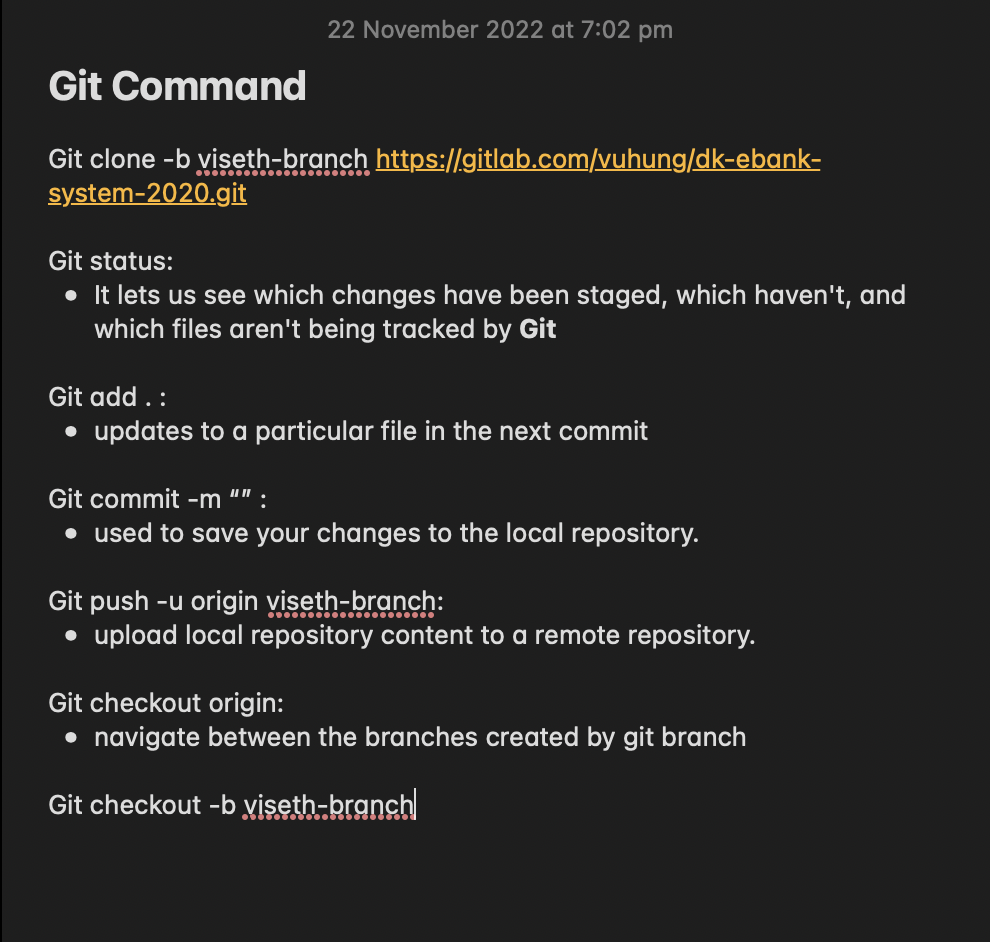 22 November 2022 at 7:02 pm
Git Command
Git clone -b viseth-branch https://gitlab.com/vuhung/dk-ebank-
system-2020.git
Git status:
• It lets us see which changes have been staged, which haven't, and
which files aren't being tracked by Git
Git add . :
• updates to a particular file in the next commit
Git commit -m “” :
• used to save your changes to the local repository.
Git push -u origin viseth-branch:
• upload local repository content to a remote repository.
Git checkout origin:
• navigate between the branches created by git branch
Git checkout -b viseth-branch